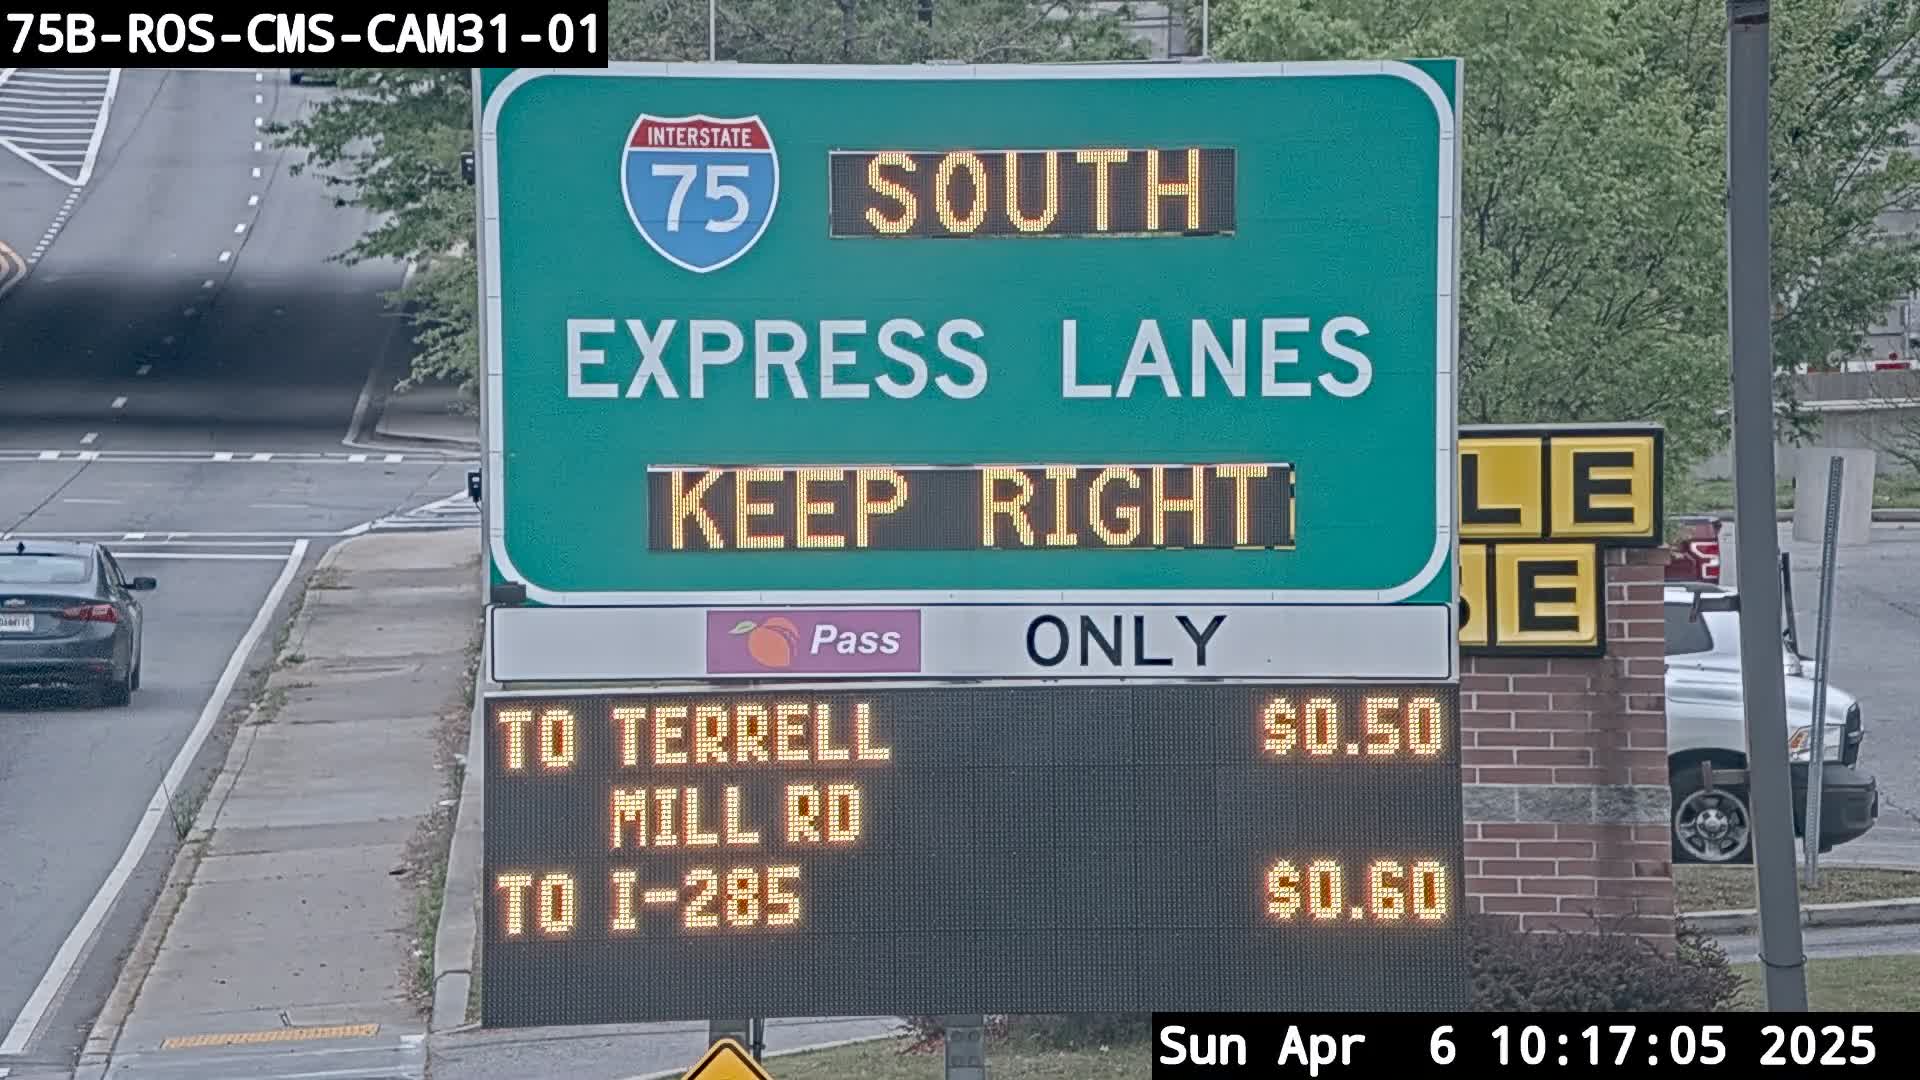 75B-ROS-CMS-CAM31-01
INTERSTATE
75
SOUTH
EXPRESS LANES
KEEP RIGHT
LE
E
Pass
ONLY
TO TERRELL $0.50
MILL RD
TO I-285 $0.60
Sun Apr 6 10:17:05 2025